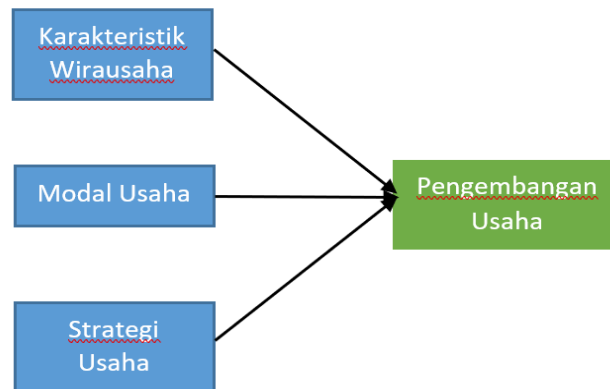 Karakteristik
Wirausaha
Modal Usaha
Pengembangan
Usaha
Strategi
Usaha